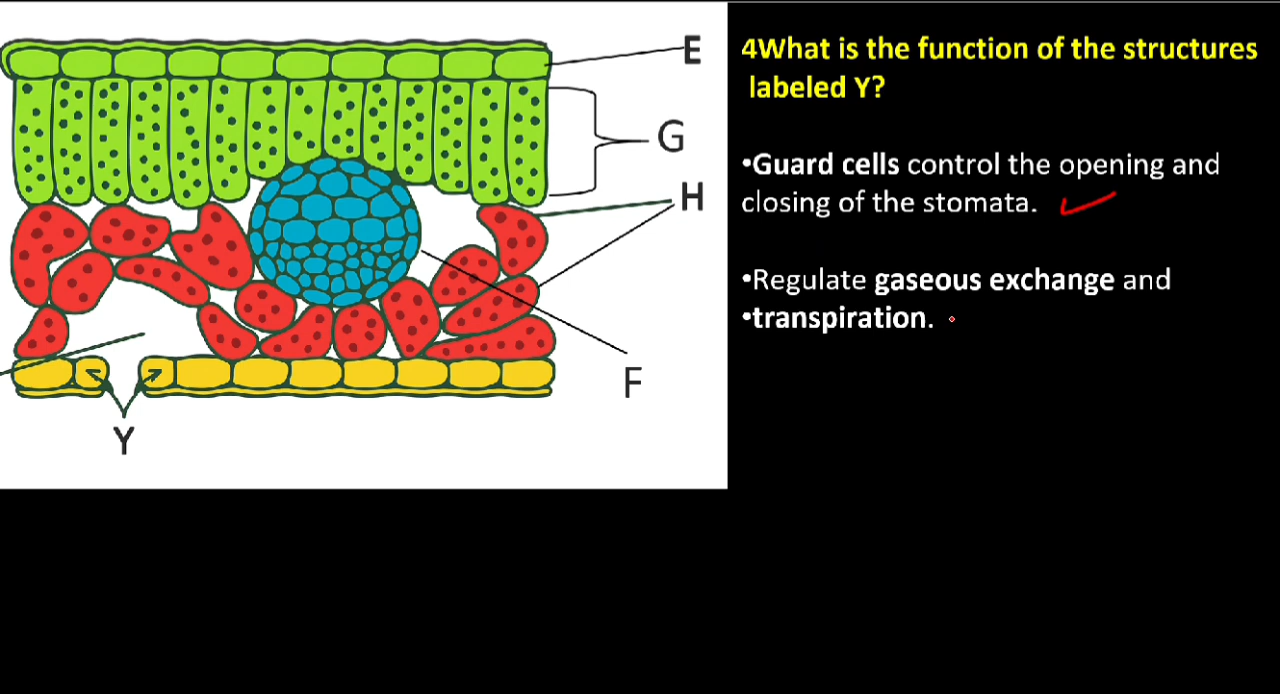 E
G
H
F
Y
4What is the function of the structures
labeled Y?
•Guard cells control the opening and
closing of the stomata.
•Regulate gaseous exchange and
•transpiration.